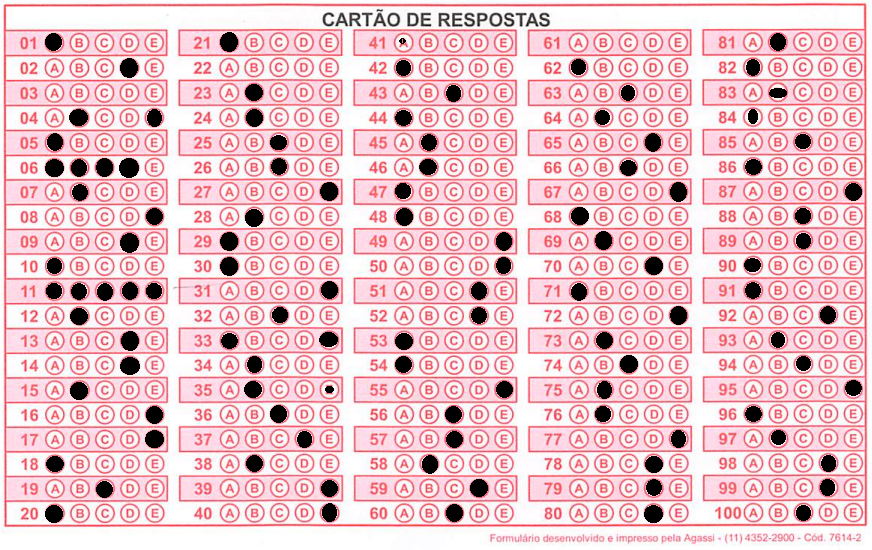 CARTÃO DE RESPOSTAS
01 B C D E 21 B C D E 41 B C D E 61 A B C D E 81 A C D E
02 A B C E 22 A B C D E 42 B C D E 62 B C D E 82 B C D E
03 A B C D E 23 A C D E 43 A B D E 63 A B D E 83 A C D E
04 A C D 24 A C D E 44 B C D E 64 A C D E 84 B C D E
05 B C D E 25 A B D E 45 A C D E 65 A B C E 85 A B D E
06 E 26 A B D E 46 A C D E 66 A B D E 86 B C D E
07 A C D E 27 A B C D 47 B C D E 67 A B C D 87 A B C D
08 A B C D 28 A C D E 48 B C D E 68 B C D E 88 A B D E
09 A B C E 29 B C D E 49 A B C D 69 A C D E 89 A B D E
10 B C D E 30 B C D E 50 A B C D 70 A B C E 90 B C D E
11 31 A B C D 51 A B C E 71 B C D E 91 B C D E
12 A C D E 32 A B D E 52 A B C E 72 A B C D 92 A B C E
13 A B C E 33 B C D 53 B C D E 73 A C D E 93 A C D E
14 A B C E 34 A C D E 54 B C D E 74 A B D E 94 A B D E
15 A C D E 35 A C D 55 A B C D 75 A C D E 95 A B C D
16 A B C D 36 A B D E 56 A B D E 76 A C D E 96 B C D E
17 A B C D 37 A B C E 57 A B D E 77 A B C D 97 A C D E
18 B C D E 38 A C D E 58 A C D E 78 A B C E 98 A B C E
19 A B D E 39 A B C D 59 A B C E 79 A B C E 99 A B C E
20 B C D E 40 A B C D 60 A B D E 80 A B C E 100 A B D E
Formulário desenvolvido e impresso pela Agassi - (11) 4352-2900 - Cód. 7614-2